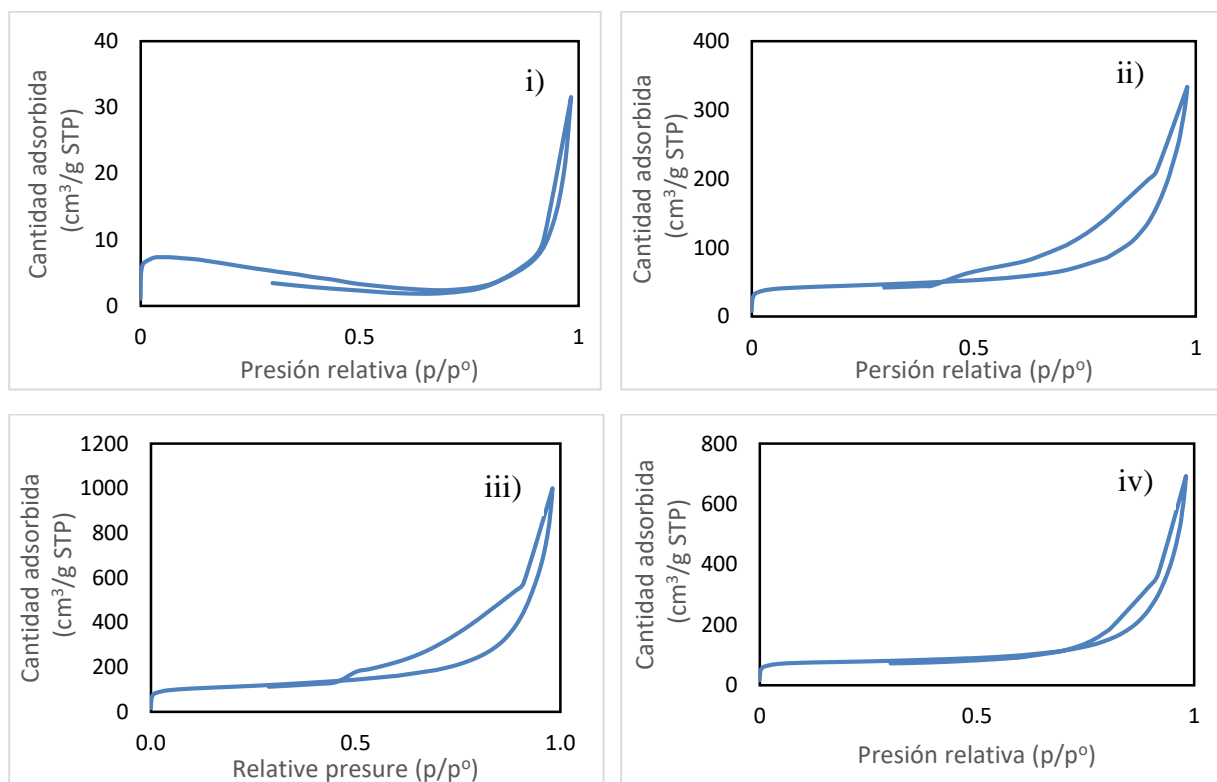 Cantidad adsorbida
(cm³/g STP)
40
30
20
10
0
i)
0
0.5
1
Presión relativa (p/pº)
Cantidad adsorbida
(cm³/g STP)
400
300
200
100
0
ii)
0
0.5
1
Persión relativa (p/pº)
Cantidad adsorbida
(cm³/g STP)
1200
1000
800
600
400
200
0
iii)
0.0
0.5
1.0
Relative presure (p/pº)
Cantidad adsorbida
(cm³/g STP)
800
600
400
200
0
iv)
0
0.5
1
Presión relativa (p/pº)